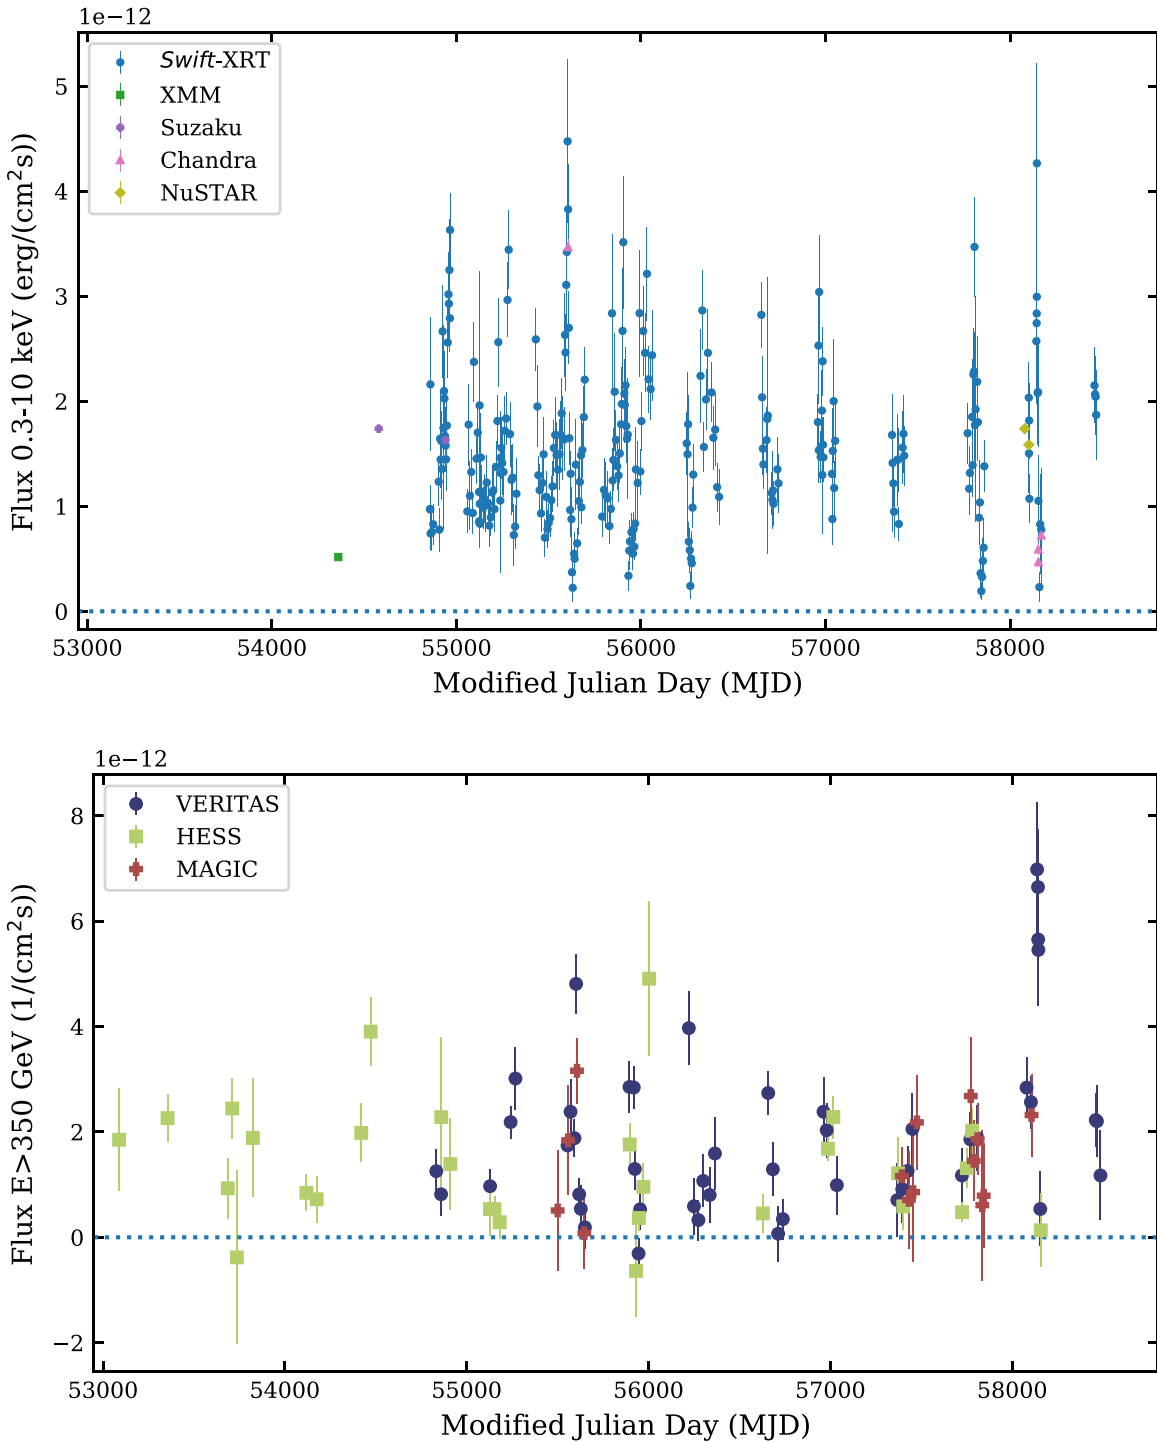 1e−12
Swift-XRT
XMM
Suzaku
Chandra
NuSTAR
5
4
3
2
1
0
Flux 0.3-10 keV (erg/(cm²s))
53000 54000 55000 56000 57000 58000
Modified Julian Day (MJD)
1e−12
VERITAS
HESS
MAGIC
8
6
4
2
0
−2
Flux E>350 GeV (1/(cm²s))
53000 54000 55000 56000 57000 58000
Modified Julian Day (MJD)